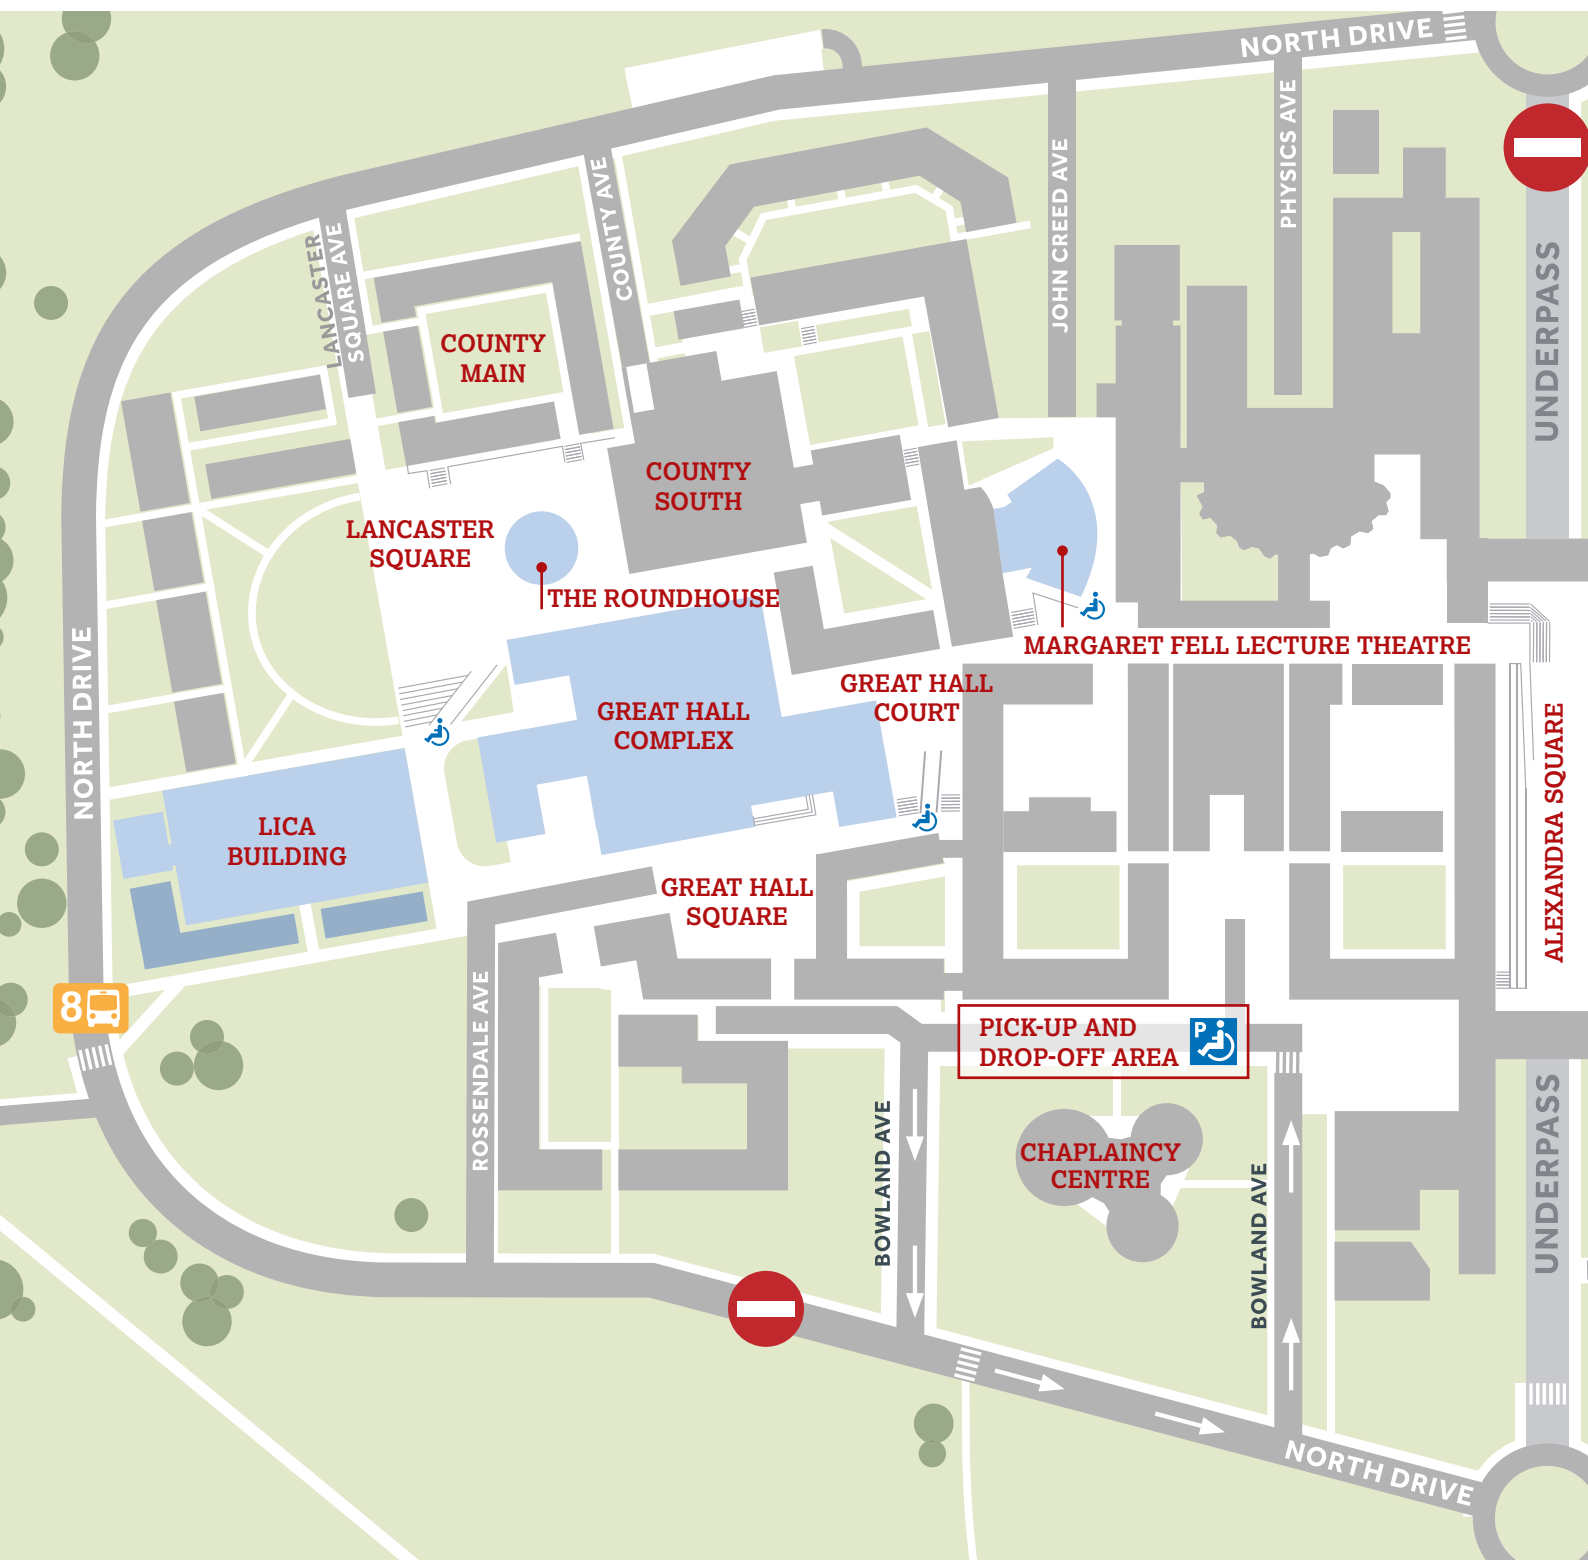 NORTH DRIVE
PHYSICS AVE
JOHN CREED AVE
COUNTY AVE
LANCASTER
SQUARE AVE
UNDERPASS
COUNTY
MAIN
COUNTY
SOUTH
LANCASTER
SQUARE
THE ROUNDHOUSE
MARGARET FELL LECTURE THEATRE
GREAT HALL
COURT
GREAT HALL
COMPLEX
NORTH DRIVE
ALEXANDRA SQUARE
LICA
BUILDING
GREAT HALL
SQUARE
8
ROSSENDALE AVE
PICK-UP AND
DROP-OFF AREA
P
BOWLAND AVE
CHAPLAINCY
CENTRE
BOWLAND AVE
UNDERPASS
NORTH DRIVE